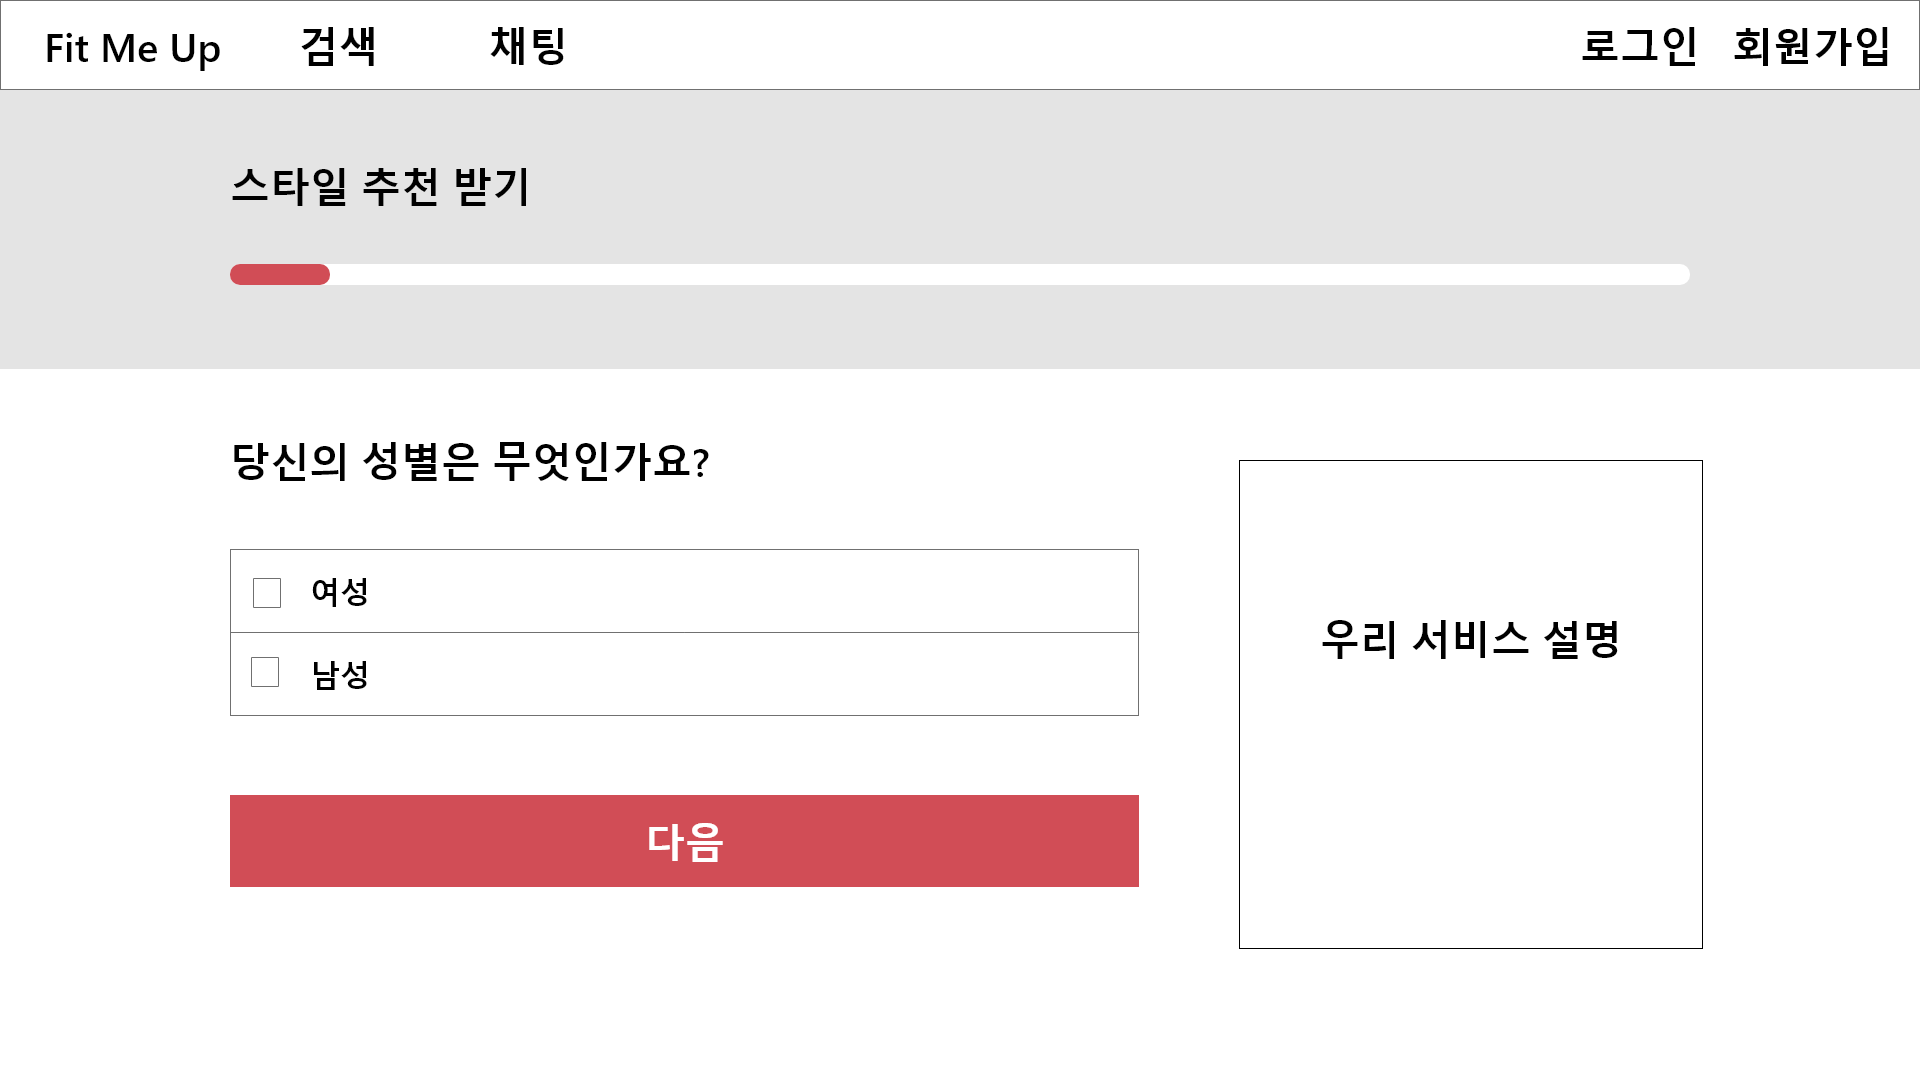 Fit Me Up 검색 채팅 로그인 회원가입
스타일 추천 받기
당신의 성별은 무엇인가요?
여성
남성
다음
우리 서비스 설명